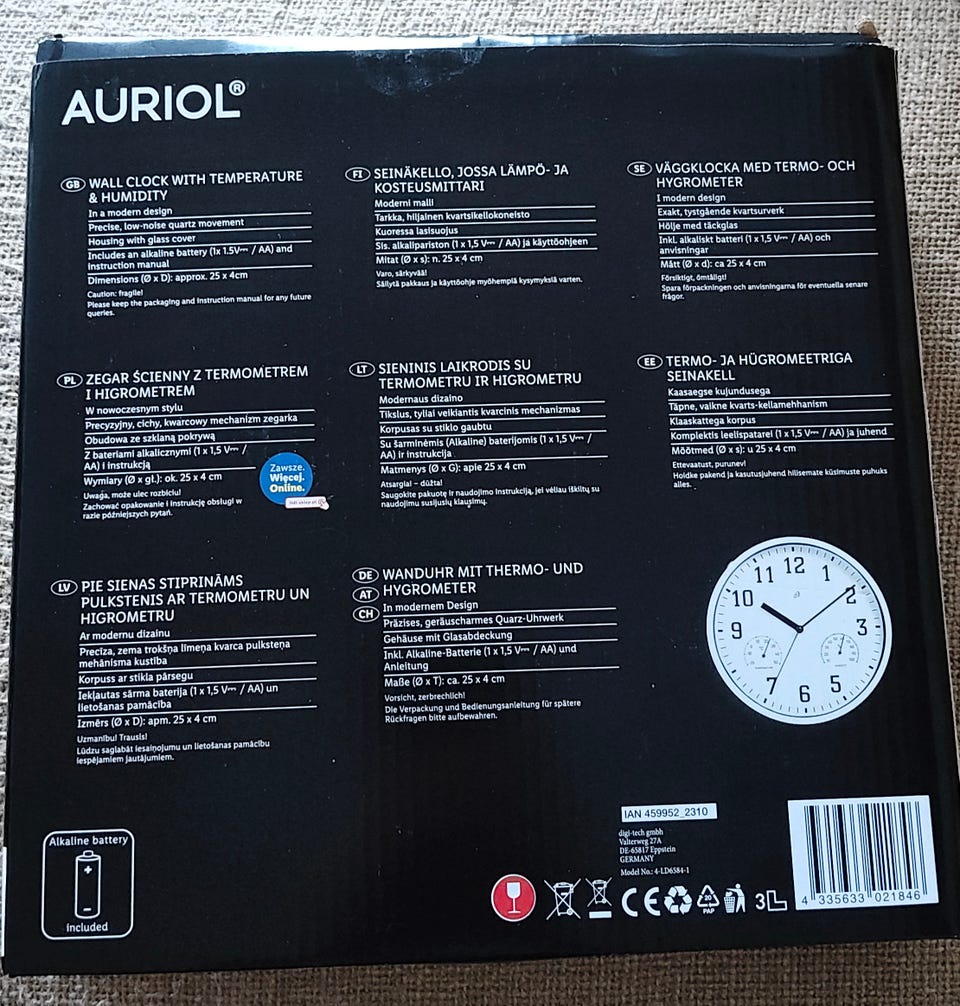 AURIOL®
GB WALL CLOCK WITH TEMPERATURE
& HUMIDITY
In a modern design
Precise, low-noise quartz movement
Housing with glass cover
Includes an alkaline battery (1x 1.5V⎓ / AA) and
instruction manual
Dimensions (Ø x D): approx. 25 x 4cm
Caution: fragile!
Please keep the packaging and instruction manual for any future
queries.
FI SEINÄKELLO, JOSSA LÄMPÖ- JA
KOSTEUSMITTARI
Moderni malli
Tarkka, hiljainen kvartsikellokoneisto
Kuoressa lasisuojus
Sis. alkalipariston (1 x 1,5 V⎓ / AA) ja käyttöohjeen
Mitat (Ø x s): n. 25 x 4 cm
Varo, särkyvää!
Säilytä pakkaus ja käyttöohje myöhempiä kysymyksiä varten.
SE VÄGGKLOCKA MED TERMO- OCH
HYGROMETER
I modern design
Exakt, tystgående kvartsurverk
Hölje med täckglas
Inkl. alkaliskt batteri (1 x 1,5 V⎓ / AA) och
anvisningar
Mått (Ø x d): ca 25 x 4 cm
Försiktigt, ömtåligt!
Spara förpackningen och anvisningarna för eventuella senare
frågor.
PL ZEGAR ŚCIENNY Z TERMOMETREM
I HIGROMETREM
W nowoczesnym stylu
Precyzyjny, cichy, kwarcowy mechanizm zegarka
Obudowa ze szklaną pokrywą
Z bateriami alkalicznymi (1 x 1,5 V⎓ /
AA) i instrukcją
Wymiary (Ø x gł.): ok. 25 x 4 cm
Uwaga, może ulec rozbiciu!
Zachować opakowanie i instrukcję obsługi w
razie późniejszych pytań.
Zawsze.
Więcej.
Online.
LT SIENINIS LAIKRODIS SU
TERMOMETRU IR HIGROMETRU
Modernaus dizaino
Tikslus, tyliai veikiantis kvarcinis mechanizmas
Korpusas su stiklo gaubtu
Su šarminėmis (Alkaline) baterijomis (1 x 1,5 V⎓ /
AA) ir instrukcija
Matmenys (Ø x G): apie 25 x 4 cm
Atsargiai – dūžta!
Saugokite pakuotę ir naudojimo instrukciją, jei vėliau iškiltų su
naudojimu susijusių klausimų.
EE TERMO- JA HÜGROMEETRIGA
SEINAKELL
Kaasaegse kujundusega
Täpne, vaikne kvarts-kellamehhanism
Klaaskattega korpus
Komplektis leelispatarei (1 x 1,5 V⎓ / AA) ja juhend
Mõõtmed (Ø x s): u 25 x 4 cm
Ettevaatust, purunev!
Hoidke pakend ja kasutusjuhend hilisemate küsimuste puhuks
alles.
LV PIE SIENAS STIPRINĀMS
PULKSTENIS AR TERMOMETRU UN
HIGROMETRU
Ar modernu dizainu
Precīza, zema trokšņa līmeņa kvarca pulksteņa
mehānisma kustība
Korpuss ar stikla pārsegu
Iekļautas sārma baterija (1 x 1,5 V⎓ / AA) un
lietošanas pamācība
Izmērs (Ø x D): apm. 25 x 4 cm
Uzmanību! Trausls!
Lūdzu saglabāt iesaiņojumu un lietošanas pamācību
iespējamiem jautājumiem.
DE AT CH WANDUHR MIT THERMO- UND
HYGROMETER
In modernem Design
Präzises, geräuscharmes Quarz-Uhrwerk
Gehäuse mit Glasabdeckung
Inkl. Alkaline-Batterie (1 x 1,5 V⎓ / AA) und
Anleitung
Maße (Ø x T): ca. 25 x 4 cm
Vorsicht, zerbrechlich!
Die Verpackung und Bedienungsanleitung für spätere
Rückfragen bitte aufbewahren.
11 12 1
10 2
9 3
7 6 5
Alkaline battery
included
IAN 459952_2310
digi-tech gmbh
Valterweg 27A
DE-65817 Eppstein
GERMANY
Model No.: 4-LD6584-1
CE 20 PAP 3L
4 335633 021846